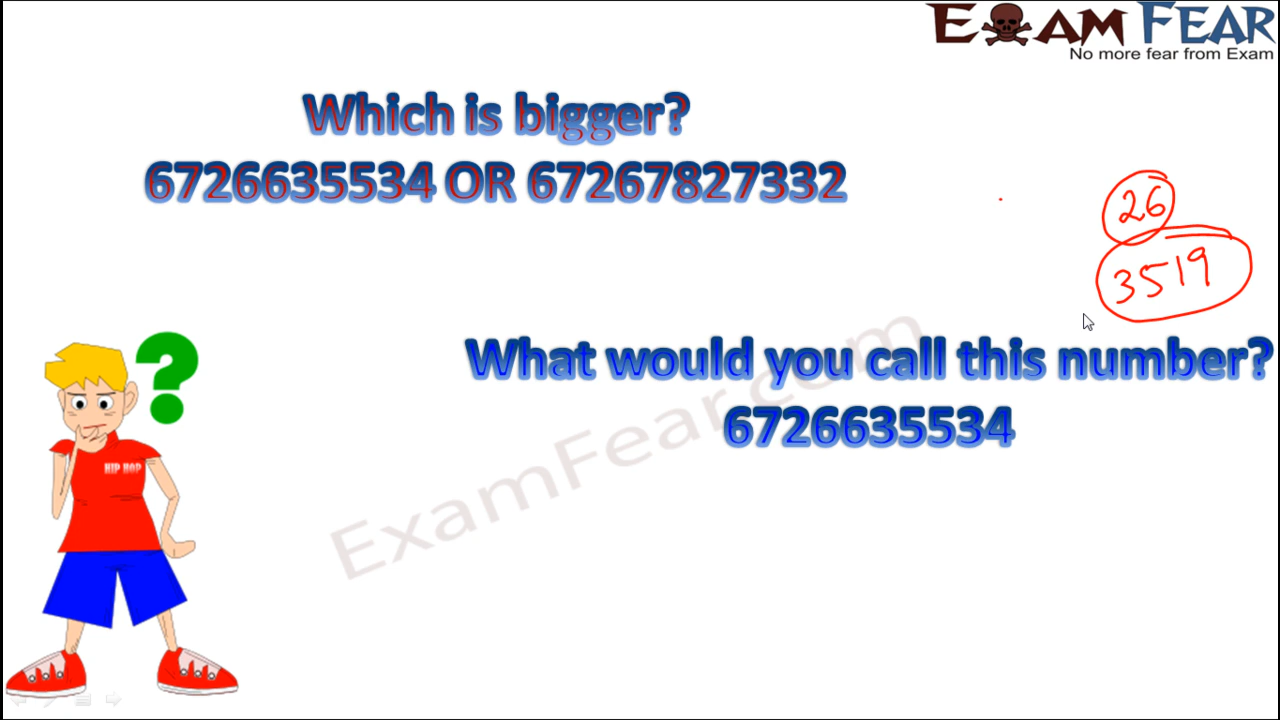 EXAM FEAR
No more fear from Exam
Which is bigger?
6726635534 OR 67267827332
26
3519
What would you call this number?
6726635534
HIP HOP
ExamFear.com